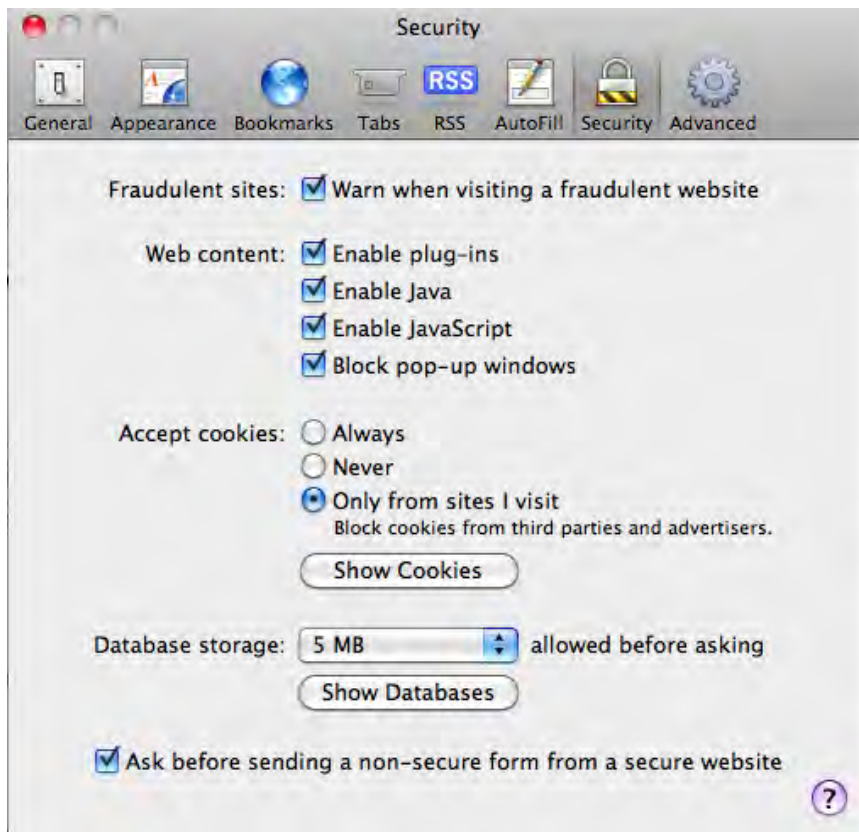 Security
RSS
General Appearance Bookmarks Tabs RSS AutoFill Security Advanced
Fraudulent sites: Warn when visiting a fraudulent website
Web content: Enable plug-ins
Enable Java
Enable JavaScript
Block pop-up windows
Accept cookies: Always
Never
Only from sites I visit
Block cookies from third parties and advertisers.
Show Cookies
Database storage: 5 MB allowed before asking
Show Databases
Ask before sending a non-secure form from a secure website
?